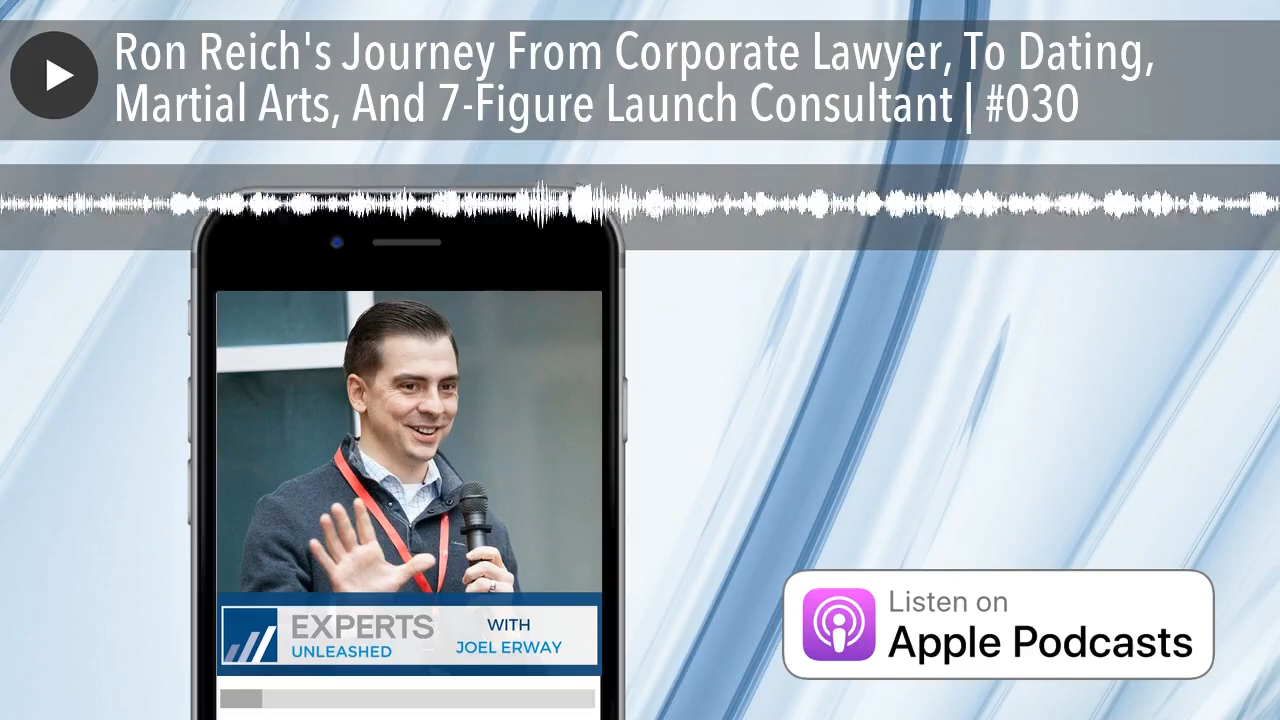 Ron Reich's Journey From Corporate Lawyer, To Dating,
Martial Arts, And 7-Figure Launch Consultant | #030
EXPERTS
UNLEASHED
WITH
JOEL ERWAY
Listen on
Apple Podcasts